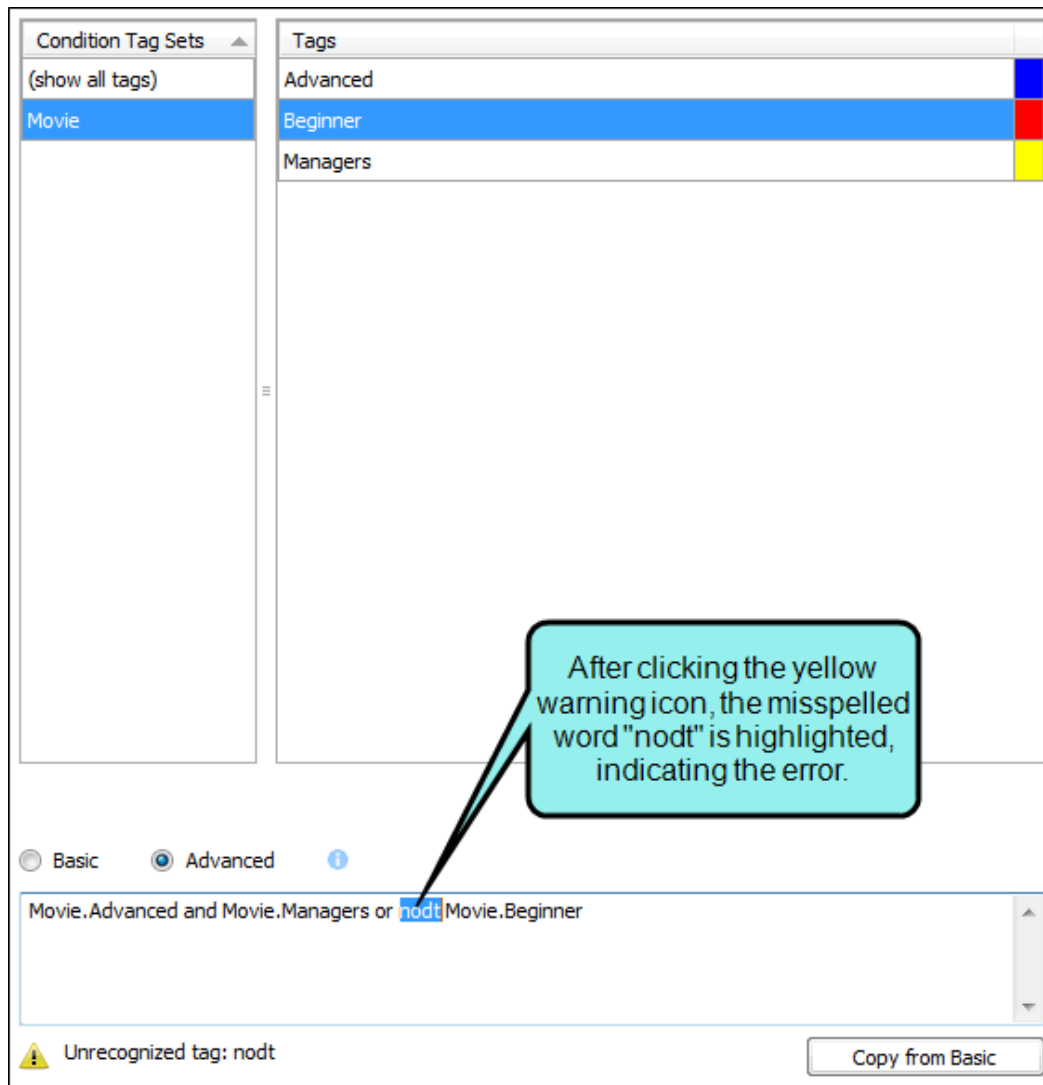 Condition Tag Sets
Tags
(show all tags)
Advanced
Movie
Beginner
Managers
After clicking the yellow
warning icon, the misspelled
word "nodt" is highlighted,
indicating the error.
Basic
Advanced
Movie.Advanced and Movie.Managers or nodt Movie.Beginner
Unrecognized tag: nodt
Copy from Basic